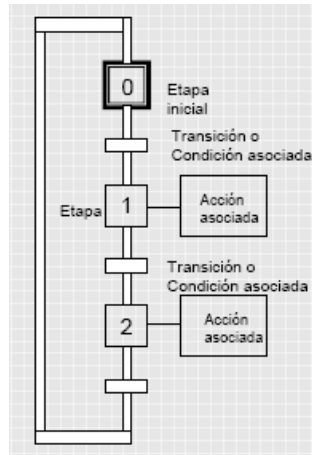 0
Etapa
inicial
Transición o
Condición asociada
Etapa
1
Acción
asociada
Transición o
Condición asociada
2
Acción
asociada